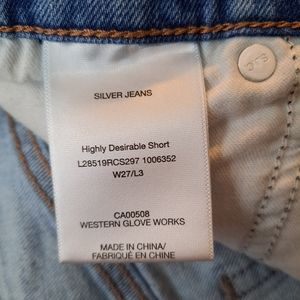 SILVER JEANS
Highly Desirable Short
L28519RCS297 1006352
W27/L3
CA00508
WESTERN GLOVE WORKS
MADE IN CHINA/
FABRIQUÉ EN CHINE